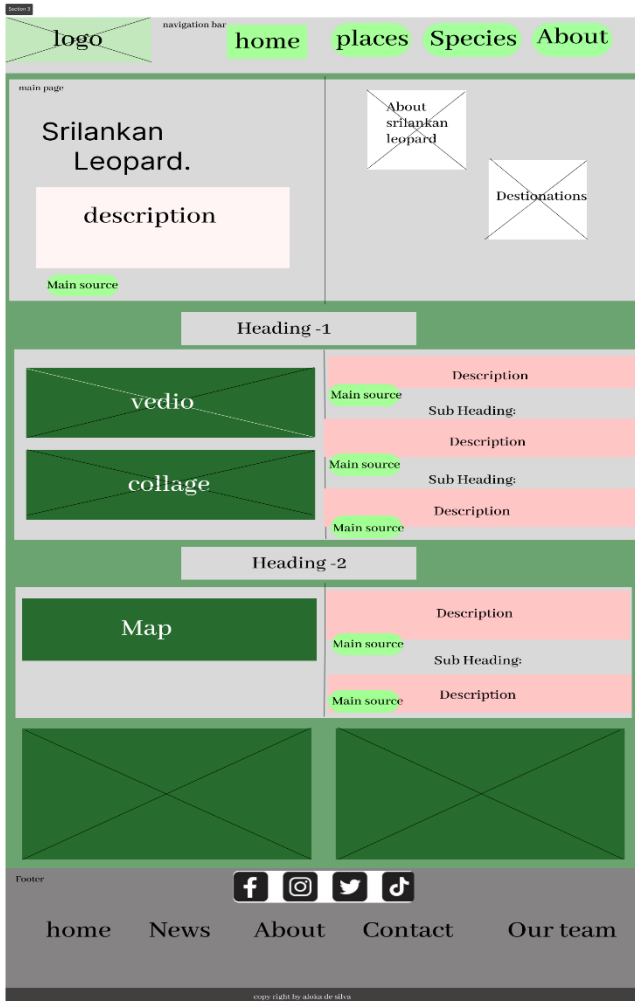 Section 3
logo
navigation bar
home
places
Species
About
main page
Srilankan
Leopard.
description
Main source
About
srilankan
leopard
Destionations
Heading -1
vedio
collage
Description
Main source
Sub Heading:
Description
Main source
Sub Heading:
Description
Main source
Heading -2
Map
Description
Main source
Sub Heading:
Description
Main source
Footer
home
News
About
Contact
Our team
copy right by aloka de silva